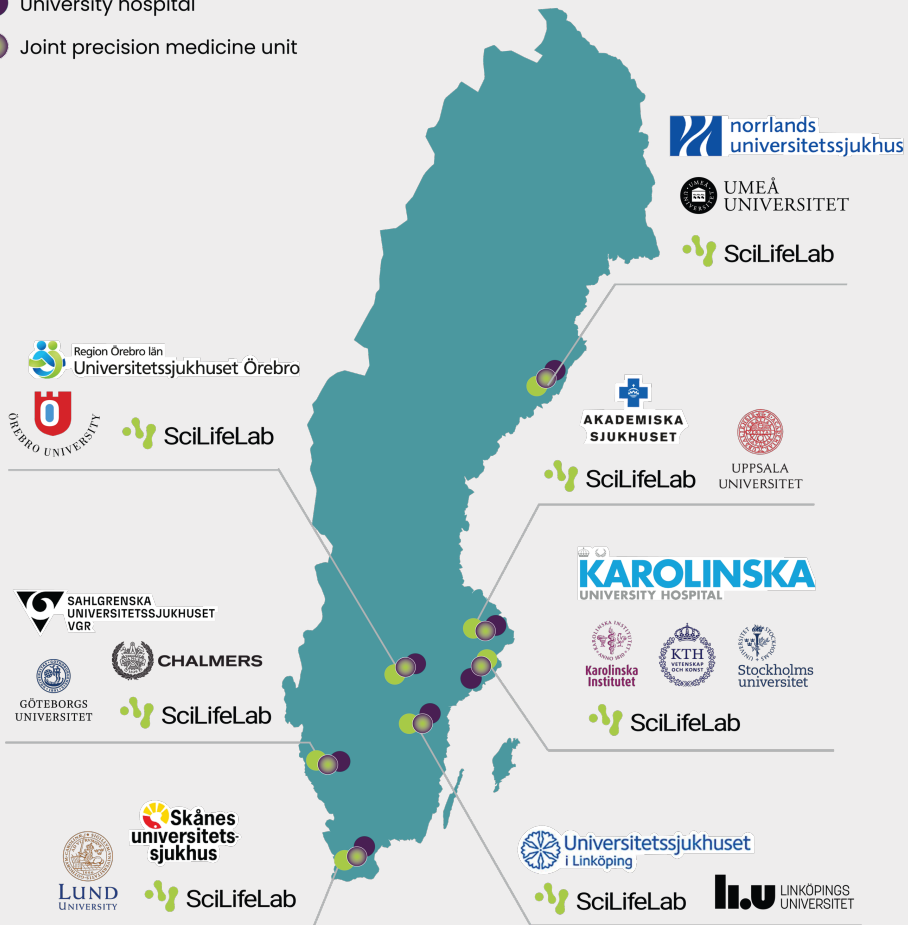 University hospital
Joint precision medicine unit
norrlands
universitetssjukhus
UMEÅ
UNIVERSITET
SciLifeLab
Region Örebro län
Universitetssjukhuset Örebro
ÖREBRO UNIVERSITY
SciLifeLab
AKADEMISKA
SJUKHUSET
SciLifeLab
UPPSALA
UNIVERSITET
KAROLINSKA
UNIVERSITY HOSPITAL
Karolinska
Institutet
KTH
VETENSKAP
OCH KONST
Stockholms
universitet
SciLifeLab
SAHLGRENSKA
UNIVERSITETSSJUKHUSET
VGR
CHALMERS
GÖTEBORGS
UNIVERSITET
SciLifeLab
Skånes
universitets-
sjukhus
LUND
UNIVERSITY
SciLifeLab
Universitetssjukhuset
i Linköping
SciLifeLab
li.u LINKÖPINGS
UNIVERSITET